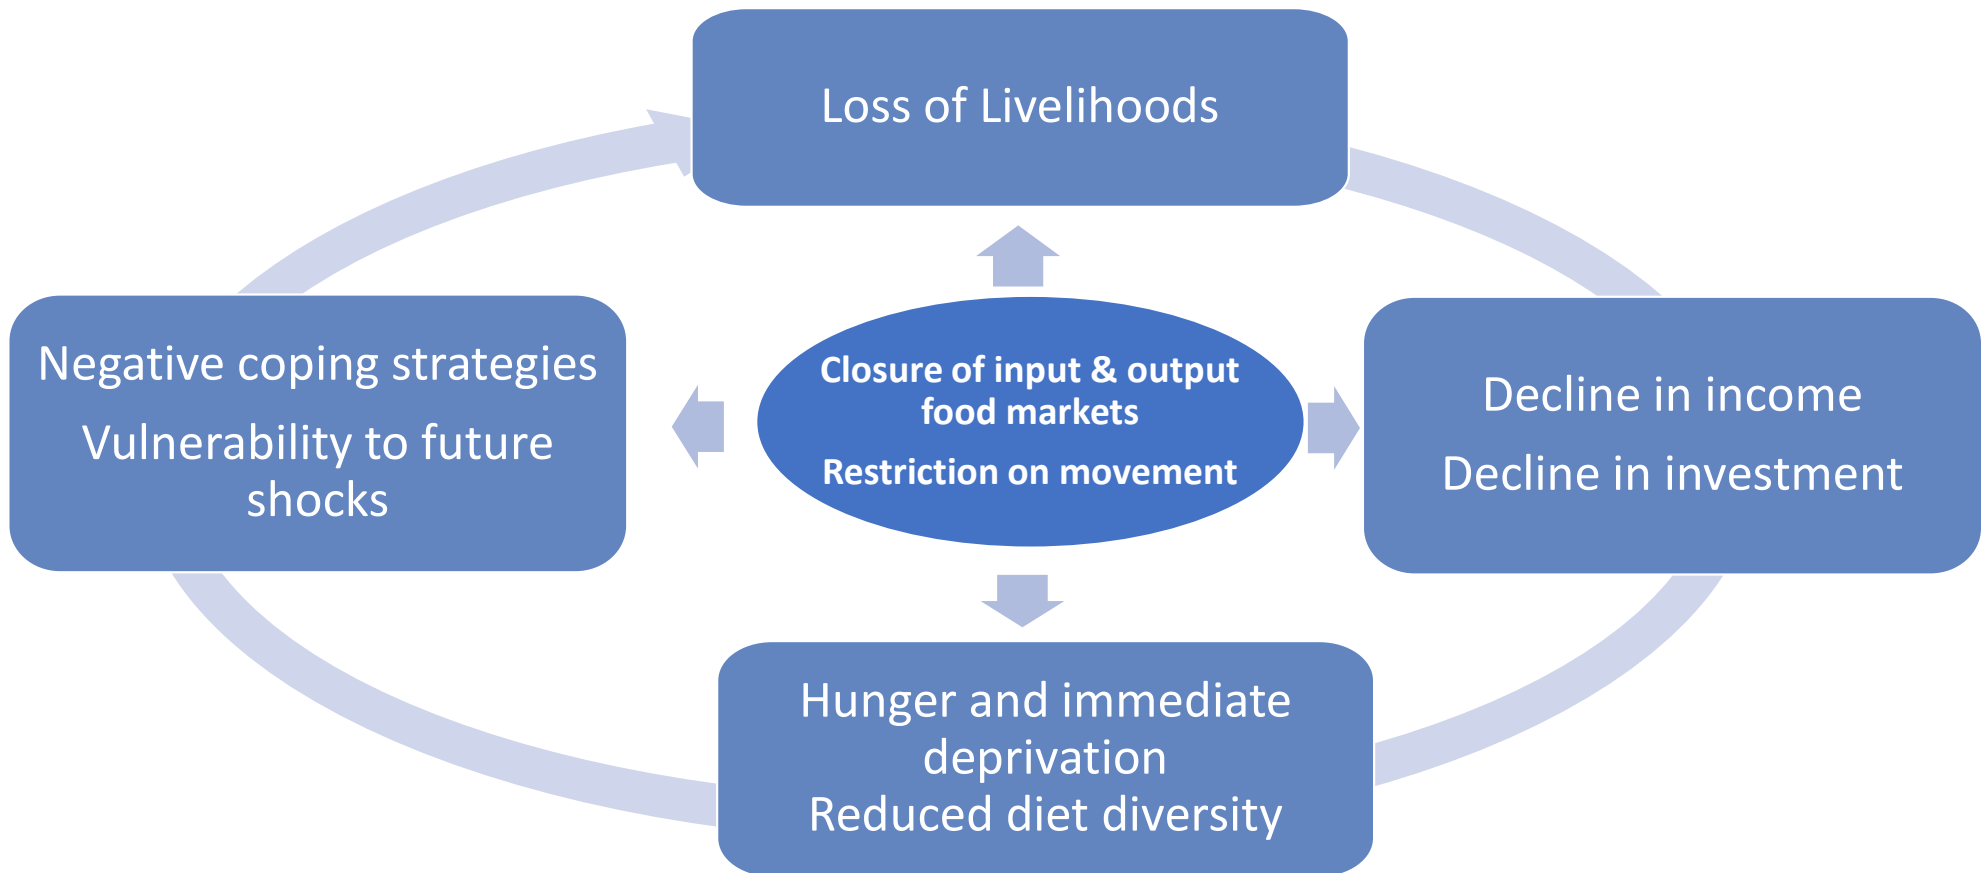 Loss of Livelihoods
Negative coping strategies
Vulnerability to future
shocks
Closure of input & output
food markets
Restriction on movement
Decline in income
Decline in investment
Hunger and immediate
deprivation
Reduced diet diversity